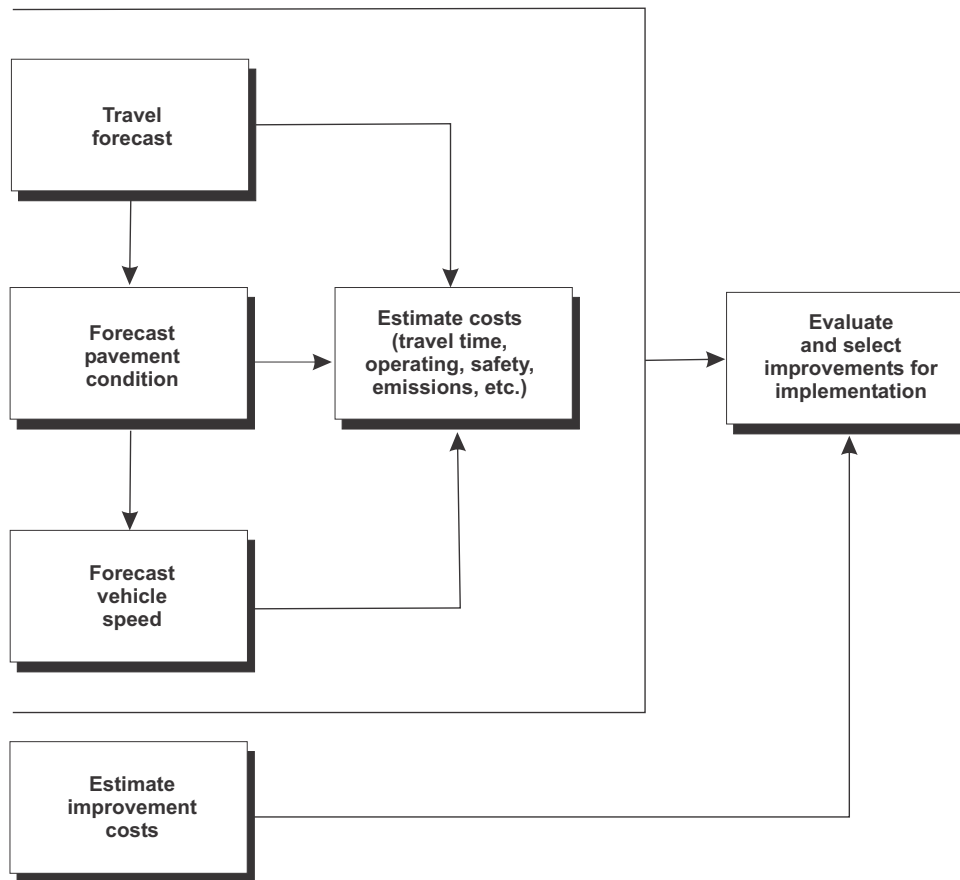 Travel
forecast
Forecast
pavement
condition
Estimate costs
(travel time,
operating, safety,
emissions, etc.)
Evaluate
and select
improvements for
implementation
Forecast
vehicle
speed
Estimate
improvement
costs